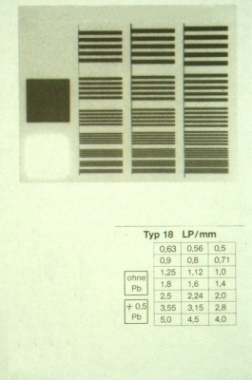 Typ 18 LP/mm
0,63 0,56 0,5
0,9 0,8 0,71
1,25 1,12 1,0
ohne Pb
1,8 1,6 1,4
2,5 2,24 2,0
+ 0,5 Pb
3,55 3,15 2,8
5,0 4,5 4,0